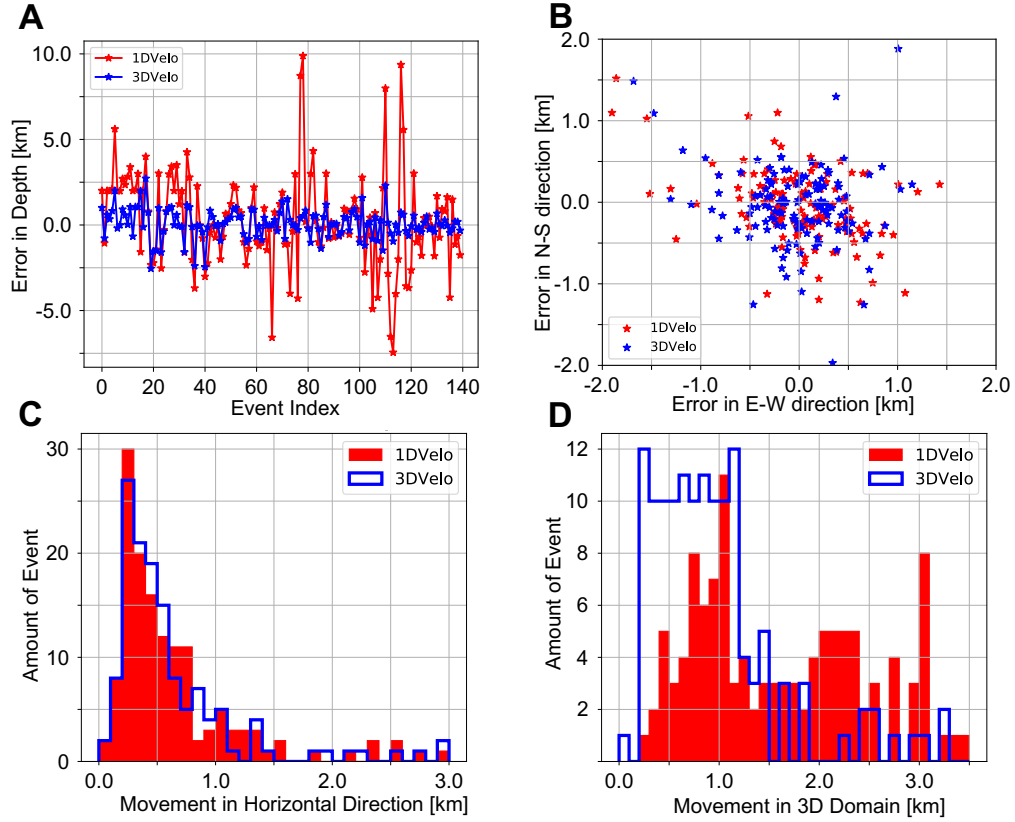 A
10.0
5.0
0.0
-5.0
Error in Depth [km]
1DVelo
3DVelo
0 20 40 60 80 100 120 140
Event Index
B
2.0
1.0
0.0
-1.0
-2.0
Error in N-S direction [km]
1DVelo
3DVelo
-2.0 -1.0 0.0 1.0 2.0
Error in E-W direction [km]
C
30
20
10
0
Amount of Event
1DVelo
3DVelo
0.0 1.0 2.0 3.0
Movement in Horizontal Direction [km]
D
12
10
8
6
4
2
Amount of Event
1DVelo
3DVelo
0.0 1.0 2.0 3.0
Movement in 3D Domain [km]